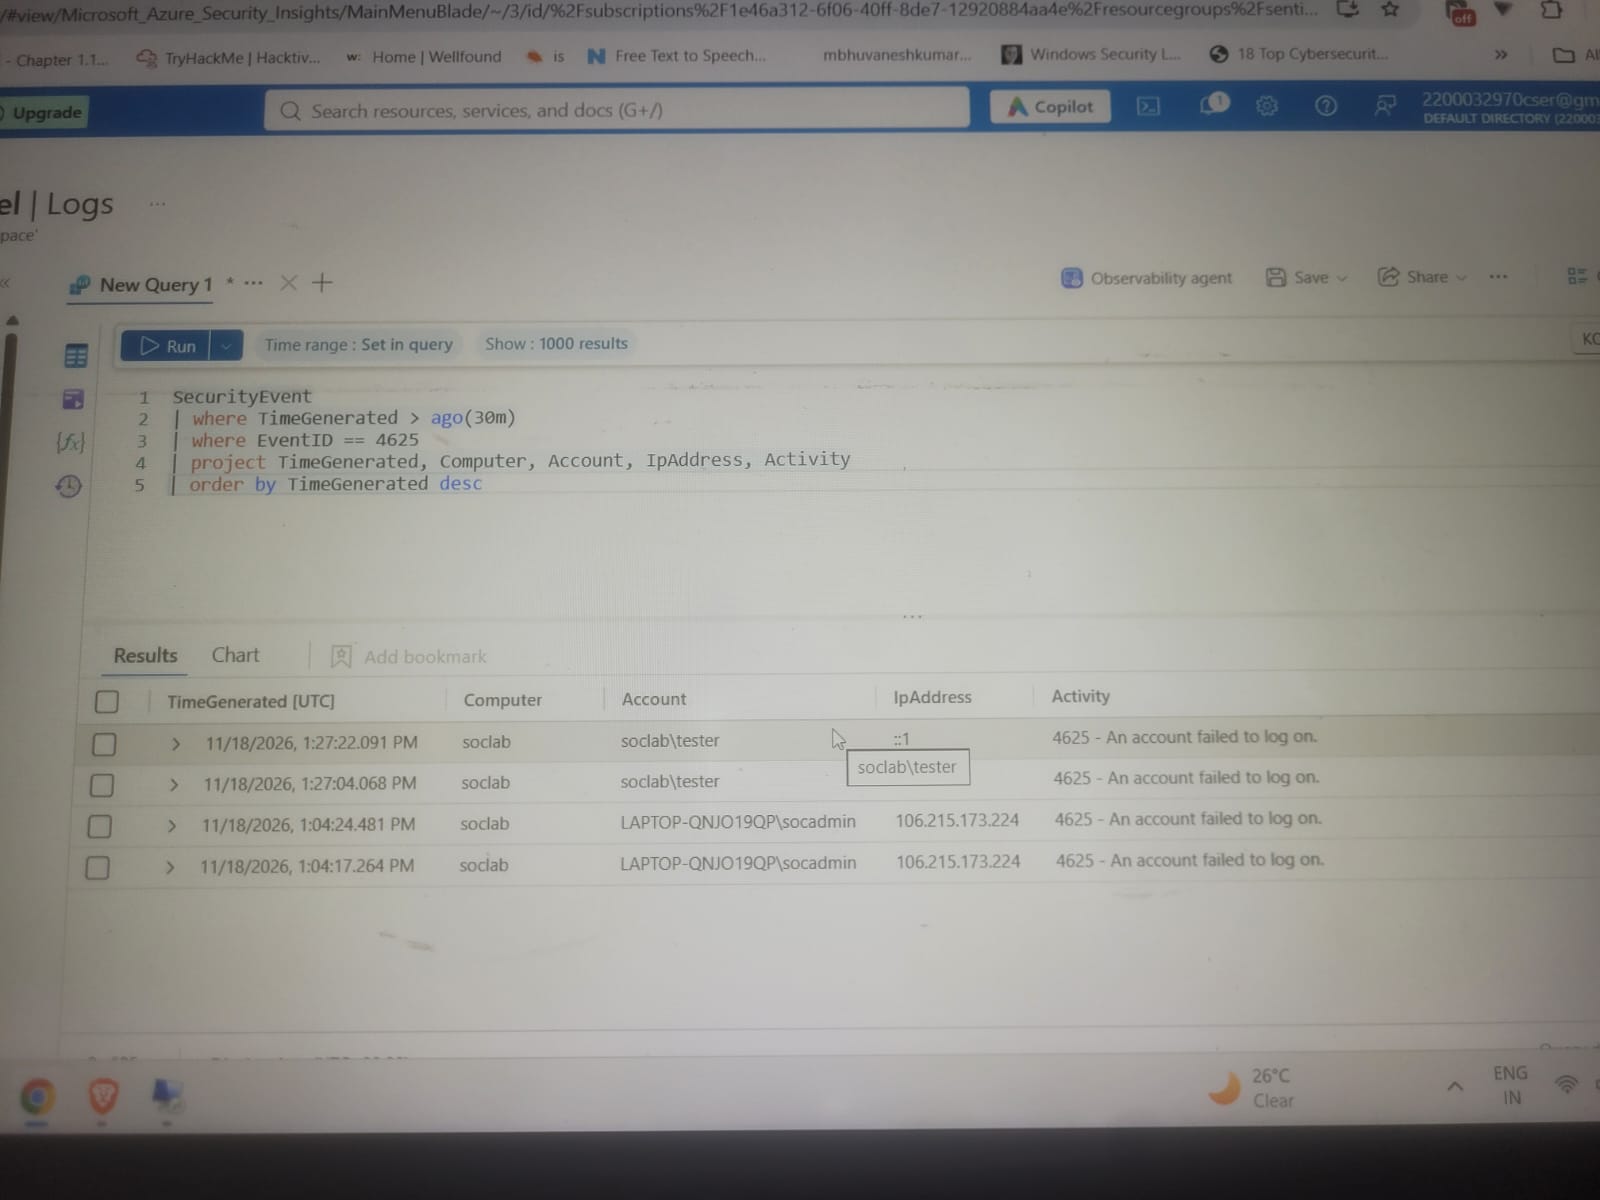 /#view/Microsoft_Azure_Security_Insights/MainMenuBlade/~/3/id/%2Fsubscriptions%2F1e46a312-6f06-40ff-8de7-12920884aa4e%2Fresourcegroups%2Fsenti...
off
- Chapter 1.1... TryHackMe | Hacktiv... w: Home | Wellfound is N Free Text to Speech... mbhuvaneshkumar... Windows Security L... 18 Top Cybersecurit... » Al
Upgrade Search resources, services, and docs (G+/) Copilot 1 2200032970cser@gm
DEFAULT DIRECTORY (220003
el | Logs ...
pace'
« New Query 1 * ... × + Observability agent Save Share ...
Run Time range : Set in query Show : 1000 results
1 SecurityEvent
2 | where TimeGenerated > ago(30m)
3 | where EventID == 4625
4 | project TimeGenerated, Computer, Account, IpAddress, Activity
5 | order by TimeGenerated desc
{fx}
...
Results Chart Add bookmark
TimeGenerated [UTC] Computer Account IpAddress Activity
> 11/18/2026, 1:27:22.091 PM soclab soclab\tester ::1 4625 - An account failed to log on.
soclab\tester
> 11/18/2026, 1:27:04.068 PM soclab soclab\tester 4625 - An account failed to log on.
> 11/18/2026, 1:04:24.481 PM soclab LAPTOP-QNJO19QP\socadmin 106.215.173.224 4625 - An account failed to log on.
> 11/18/2026, 1:04:17.264 PM soclab LAPTOP-QNJO19QP\socadmin 106.215.173.224 4625 - An account failed to log on.
26°C ENG
Clear IN